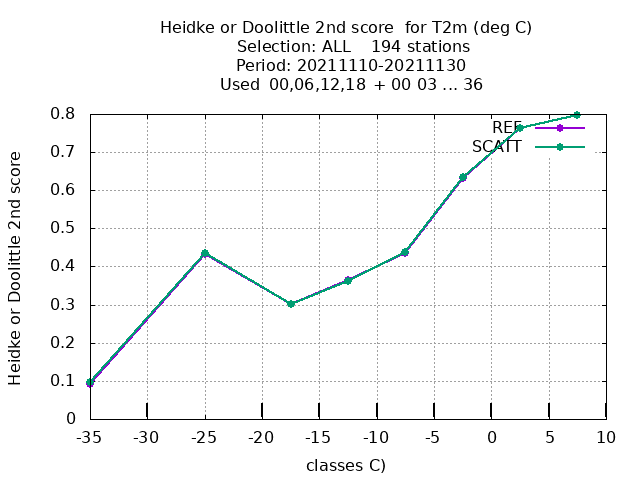 Heidke or Doolittle 2nd score  for T2m (deg C)
Selection: ALL    194 stations
Period: 20211110-20211130
Used  00,06,12,18  + 00 03 ... 36
Heidke or Doolittle 2nd score
0.8
0.7
0.6
0.5
0.4
0.3
0.2
0.1
0
REF
SCATT
-35 -30 -25 -20 -15 -10 -5 0 5 10
classes C)